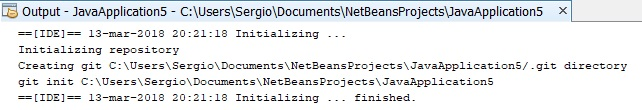 Output - JavaApplication5 - C:\Users\Sergio\Documents\NetBeansProjects\JavaApplication5 ×
==[IDE]== 13-mar-2018 20:21:18 Initializing ...
Initializing repository
Creating git C:\Users\Sergio\Documents\NetBeansProjects\JavaApplication5/.git directory
git init C:\Users\Sergio\Documents\NetBeansProjects\JavaApplication5
==[IDE]== 13-mar-2018 20:21:18 Initializing ... finished.